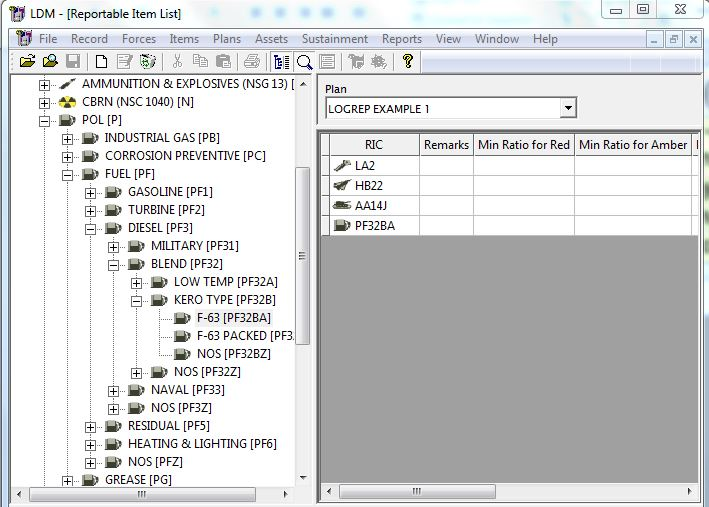 LDM - [Reportable Item List]
File Record Forces Items Plans Assets Sustainment Reports View Window Help
AMMUNITION & EXPLOSIVES (NSG 13) [
CBRN (NSC 1040) [N]
POL [P]
INDUSTRIAL GAS [PB]
CORROSION PREVENTIVE [PC]
FUEL [PF]
GASOLINE [PF1]
TURBINE [PF2]
DIESEL [PF3]
MILITARY [PF31]
BLEND [PF32]
LOW TEMP [PF32A]
KERO TYPE [PF32B]
F-63 [PF32BA]
F-63 PACKED [PF3
NOS [PF32BZ]
NOS [PF32Z]
NAVAL [PF33]
NOS [PF3Z]
RESIDUAL [PF5]
HEATING & LIGHTING [PF6]
NOS [PFZ]
GREASE [PG]
Plan
LOGREP EXAMPLE 1
RIC Remarks Min Ratio for Red Min Ratio for Amber
LA2
HB22
AA14J
PF32BA